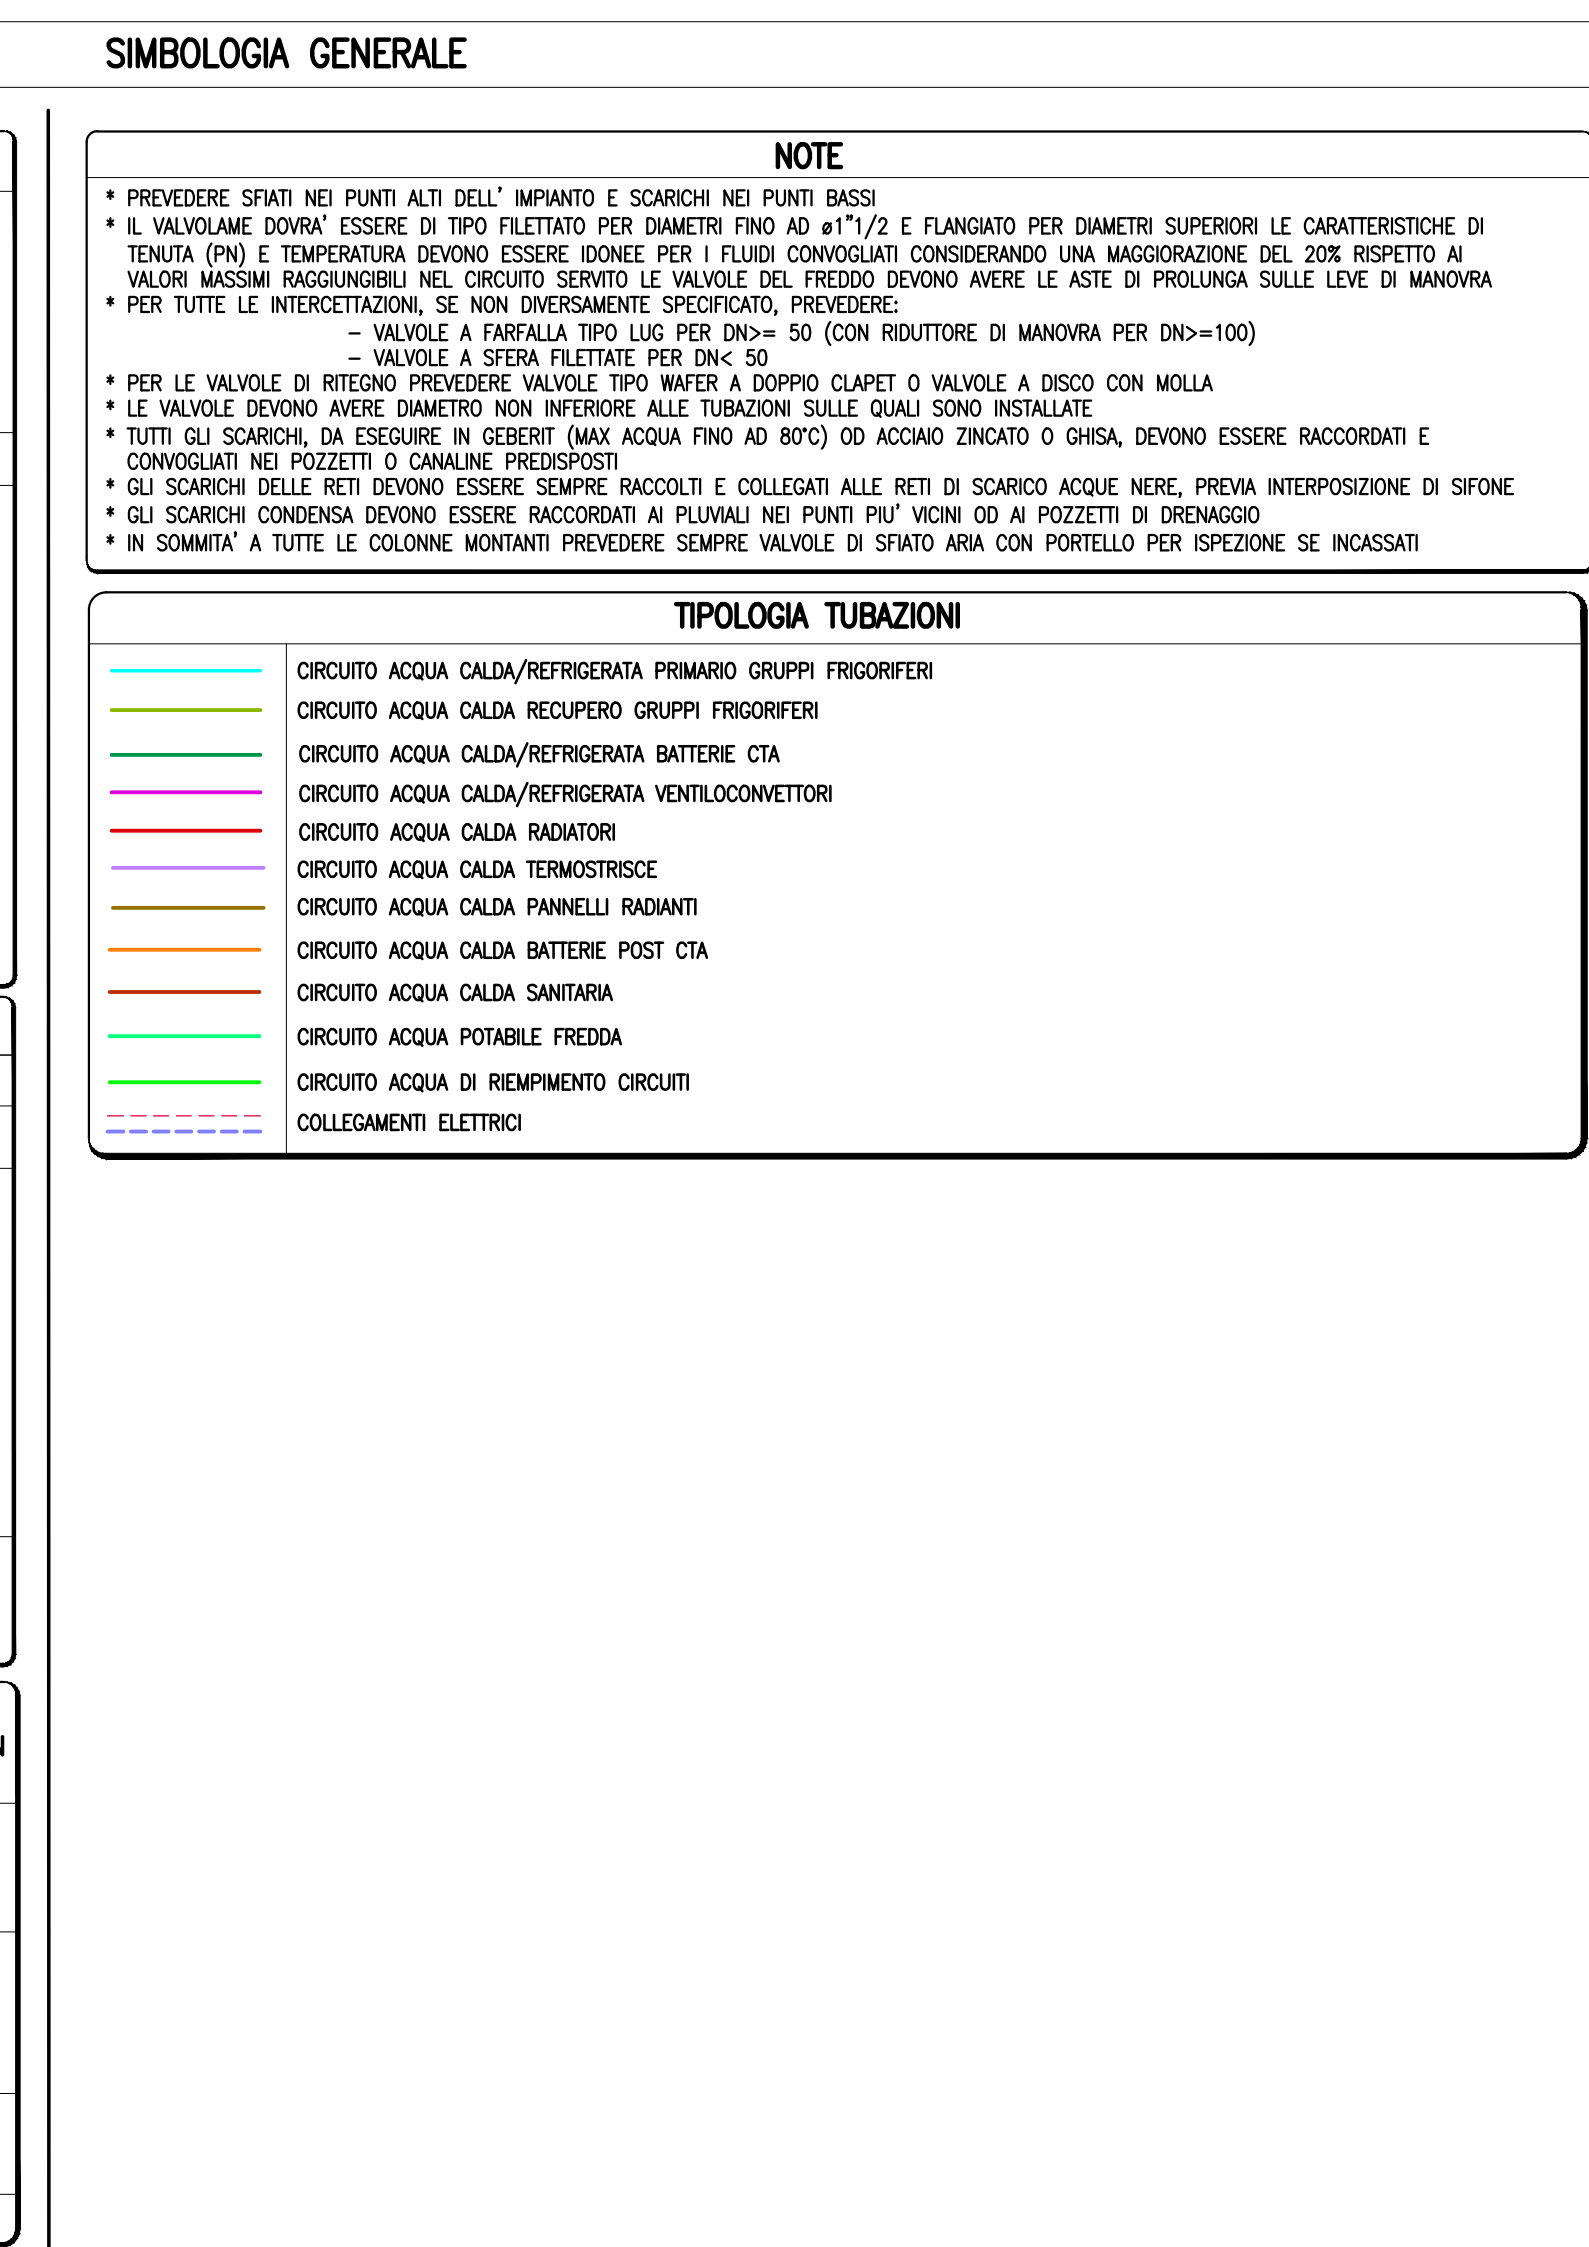 SIMBOLOGIA GENERALE
NOTE
* PREVEDERE SFIATI NEI PUNTI ALTI DELL' IMPIANTO E SCARICHI NEI PUNTI BASSI
* IL VALVOLAME DOVRA' ESSERE DI TIPO FILETTATO PER DIAMETRI FINO AD ø1"1/2 E FLANGIATO PER DIAMETRI SUPERIORI LE CARATTERISTICHE DI
TENUTA (PN) E TEMPERATURA DEVONO ESSERE IDONEE PER I FLUIDI CONVOGLIATI CONSIDERANDO UNA MAGGIORAZIONE DEL 20% RISPETTO AI
VALORI MASSIMI RAGGIUNGIBILI NEL CIRCUITO SERVITO LE VALVOLE DEL FREDDO DEVONO AVERE LE ASTE DI PROLUNGA SULLE LEVE DI MANOVRA
* PER TUTTE LE INTERCETTAZIONI, SE NON DIVERSAMENTE SPECIFICATO, PREVEDERE:
- VALVOLE A FARFALLA TIPO LUG PER DN>= 50 (CON RIDUTTORE DI MANOVRA PER DN>=100)
- VALVOLE A SFERA FILETTATE PER DN< 50
* PER LE VALVOLE DI RITEGNO PREVEDERE VALVOLE TIPO WAFER A DOPPIO CLAPET O VALVOLE A DISCO CON MOLLA
* LE VALVOLE DEVONO AVERE DIAMETRO NON INFERIORE ALLE TUBAZIONI SULLE QUALI SONO INSTALLATE
* TUTTI GLI SCARICHI, DA ESEGUIRE IN GEBERIT (MAX ACQUA FINO AD 80°C) OD ACCIAIO ZINCATO O GHISA, DEVONO ESSERE RACCORDATI E
CONVOGLIATI NEI POZZETTI O CANALINE PREDISPOSTI
* GLI SCARICHI DELLE RETI DEVONO ESSERE SEMPRE RACCOLTI E COLLEGATI ALLE RETI DI SCARICO ACQUE NERE, PREVIA INTERPOSIZIONE DI SIFONE
* GLI SCARICHI CONDENSA DEVONO ESSERE RACCORDATI AI PLUVIALI NEI PUNTI PIU' VICINI OD AI POZZETTI DI DRENAGGIO
* IN SOMMITA' A TUTTE LE COLONNE MONTANTI PREVEDERE SEMPRE VALVOLE DI SFIATO ARIA CON PORTELLO PER ISPEZIONE SE INCASSATI
TIPOLOGIA TUBAZIONI
CIRCUITO ACQUA CALDA/REFRIGERATA PRIMARIO GRUPPI FRIGORIFERI
CIRCUITO ACQUA CALDA RECUPERO GRUPPI FRIGORIFERI
CIRCUITO ACQUA CALDA/REFRIGERATA BATTERIE CTA
CIRCUITO ACQUA CALDA/REFRIGERATA VENTILOCONVETTORI
CIRCUITO ACQUA CALDA RADIATORI
CIRCUITO ACQUA CALDA TERMOSTRISCE
CIRCUITO ACQUA CALDA PANNELLI RADIANTI
CIRCUITO ACQUA CALDA BATTERIE POST CTA
CIRCUITO ACQUA CALDA SANITARIA
CIRCUITO ACQUA POTABILE FREDDA
CIRCUITO ACQUA DI RIEMPIMENTO CIRCUITI
COLLEGAMENTI ELETTRICI